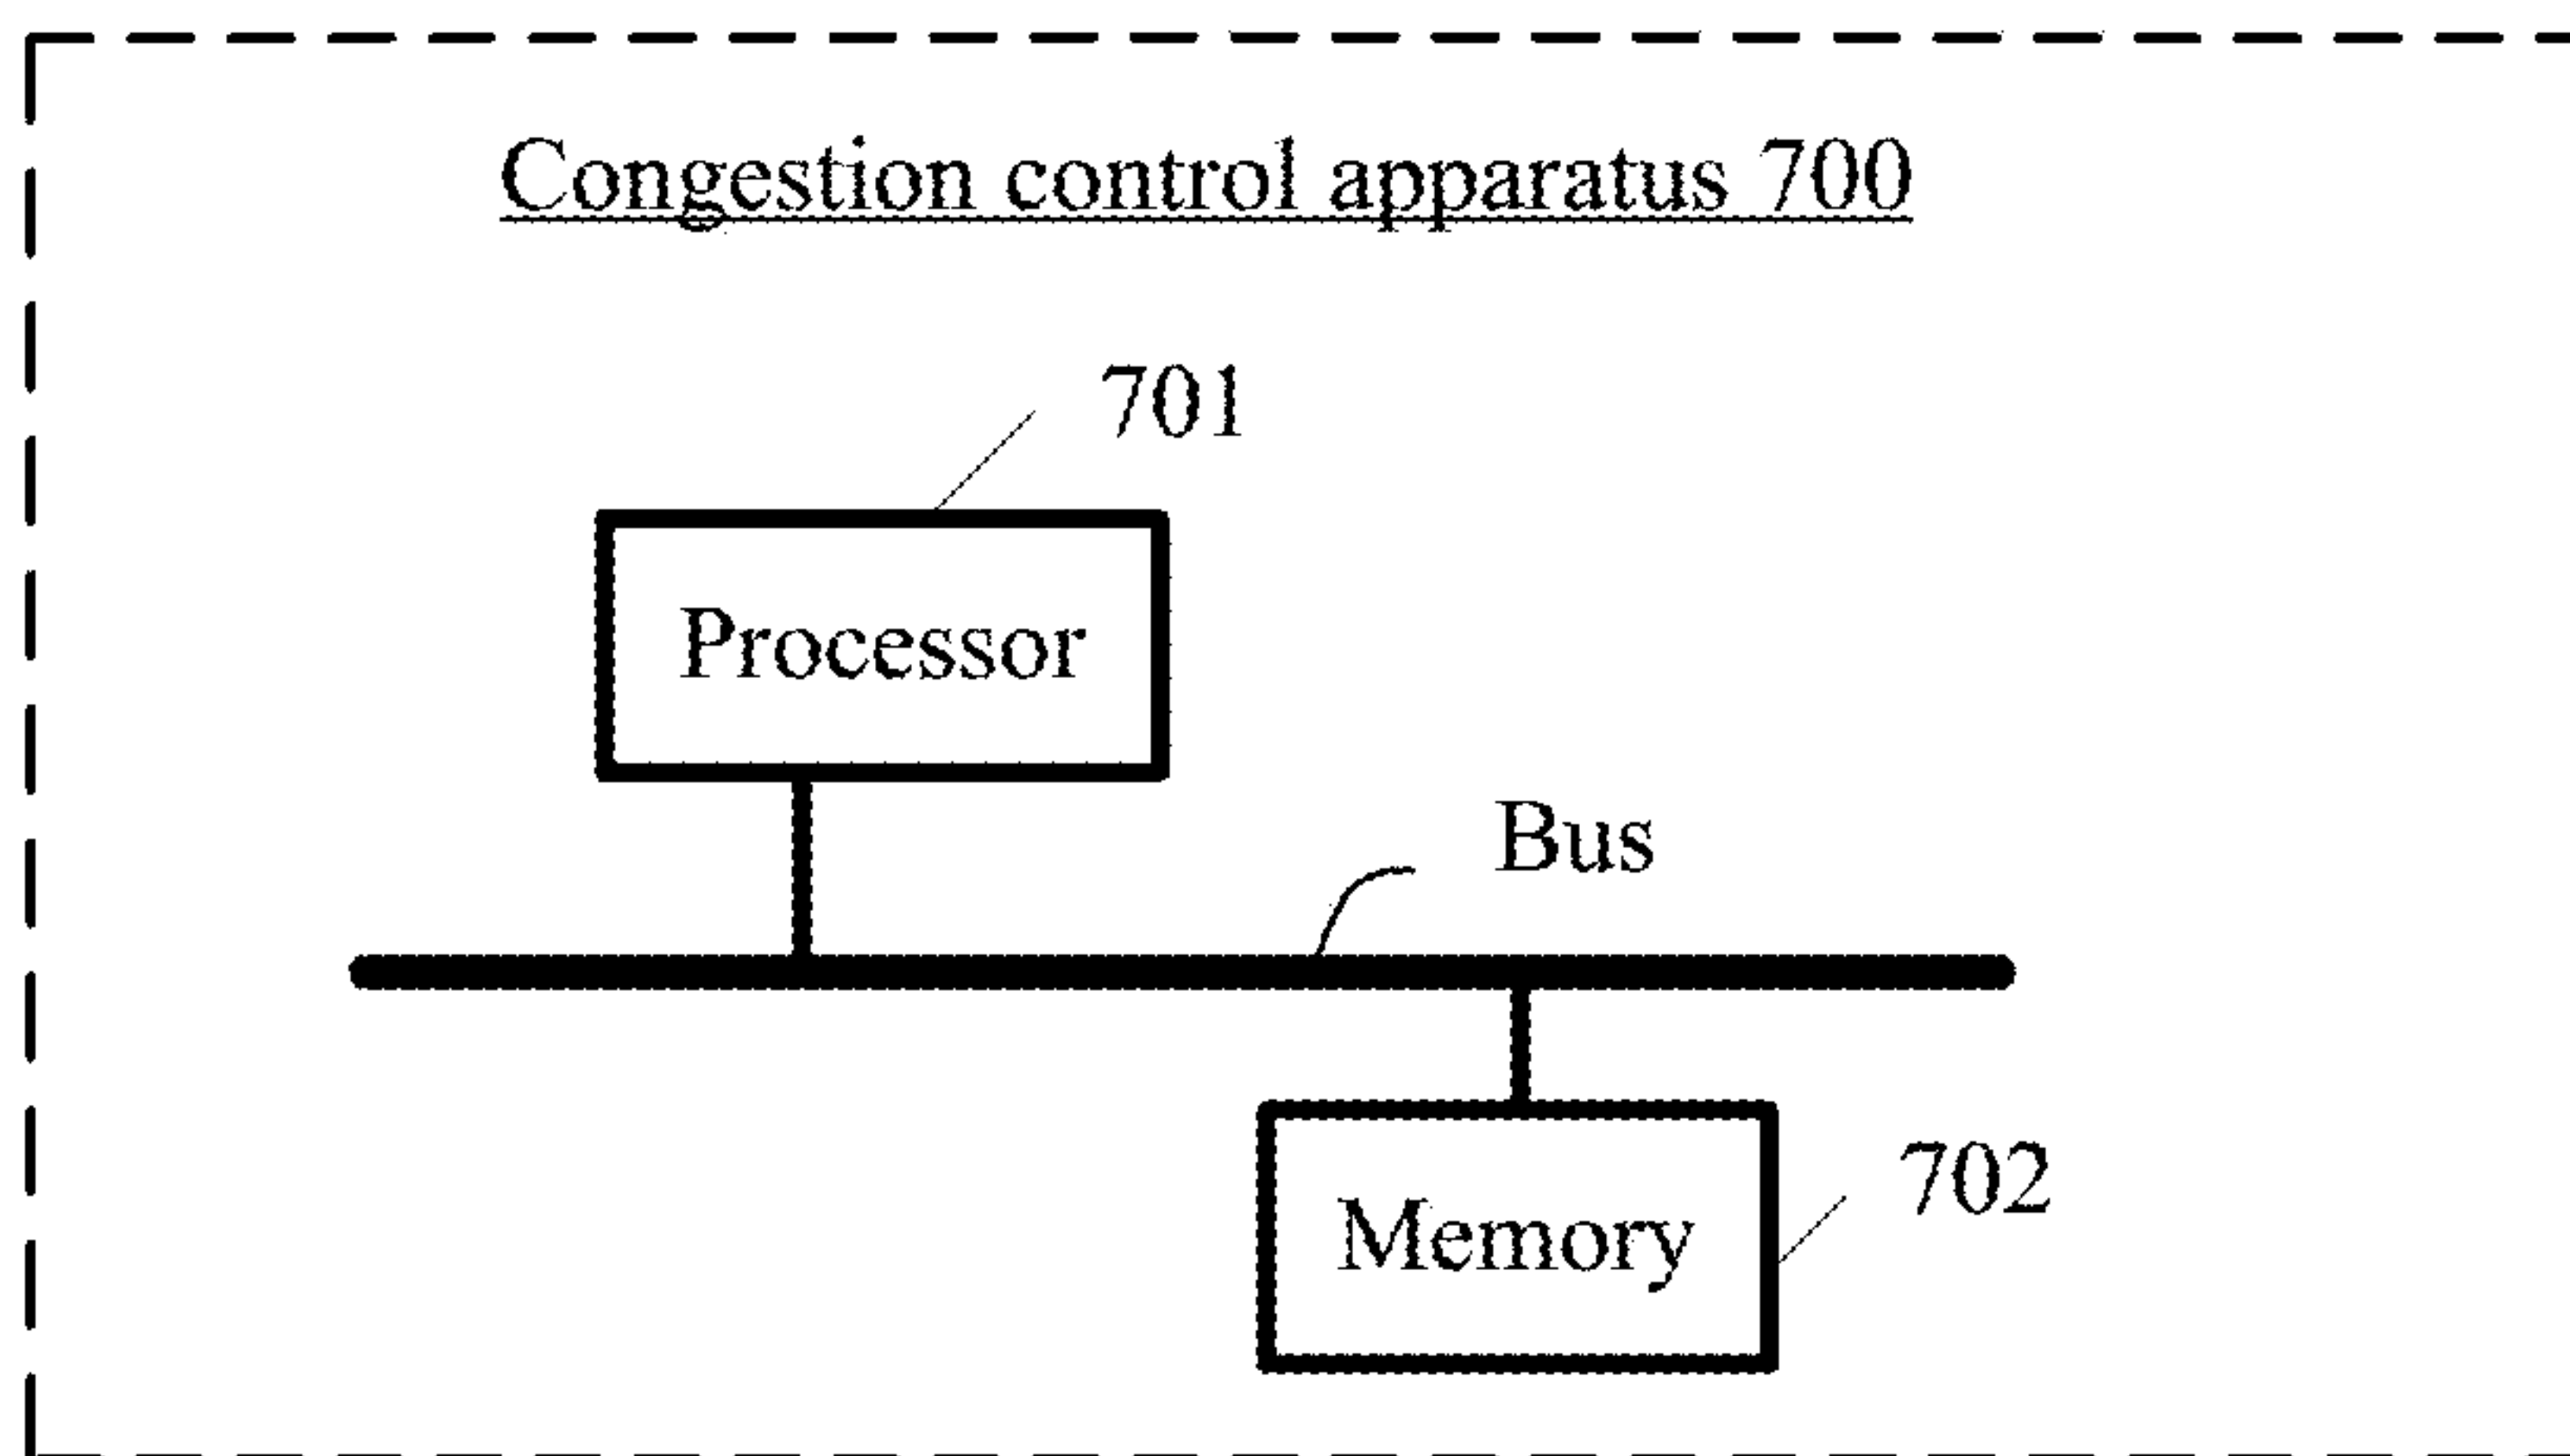 Congestion control apparatus 700
701
Processor
Bus
702
Memory